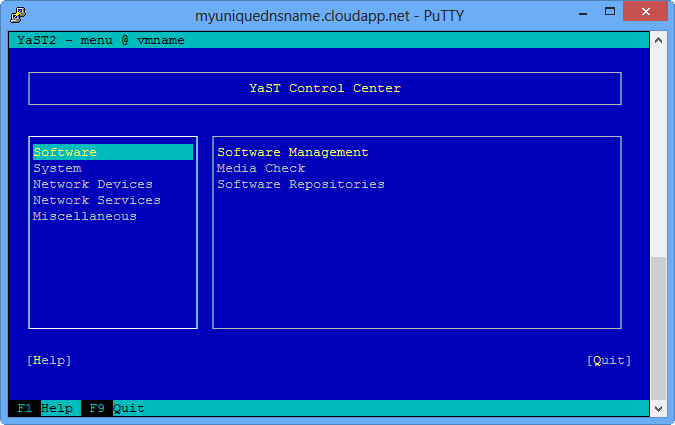 myuniquednsname.cloudapp.net - PuTTY
YaST2 - menu @ vmname
YaST Control Center
Software
System
Network Devices
Network Services
Miscellaneous
Software Management
Media Check
Software Repositories
[Help] [Quit]
F1 Help F9 Quit